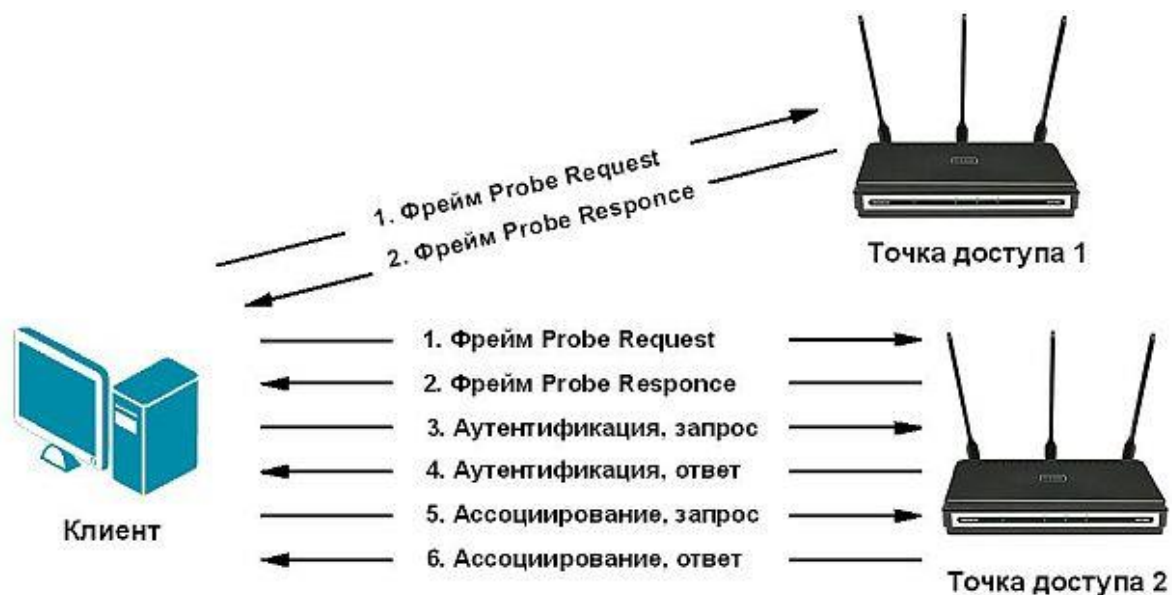 1. Фрейм Probe Request
2. Фрейм Probe Responce
Точка доступа 1
1. Фрейм Probe Request
2. Фрейм Probe Responce
3. Аутентификация, запрос
4. Аутентификация, ответ
5. Ассоциирование, запрос
6. Ассоциирование, ответ
Клиент
Точка доступа 2